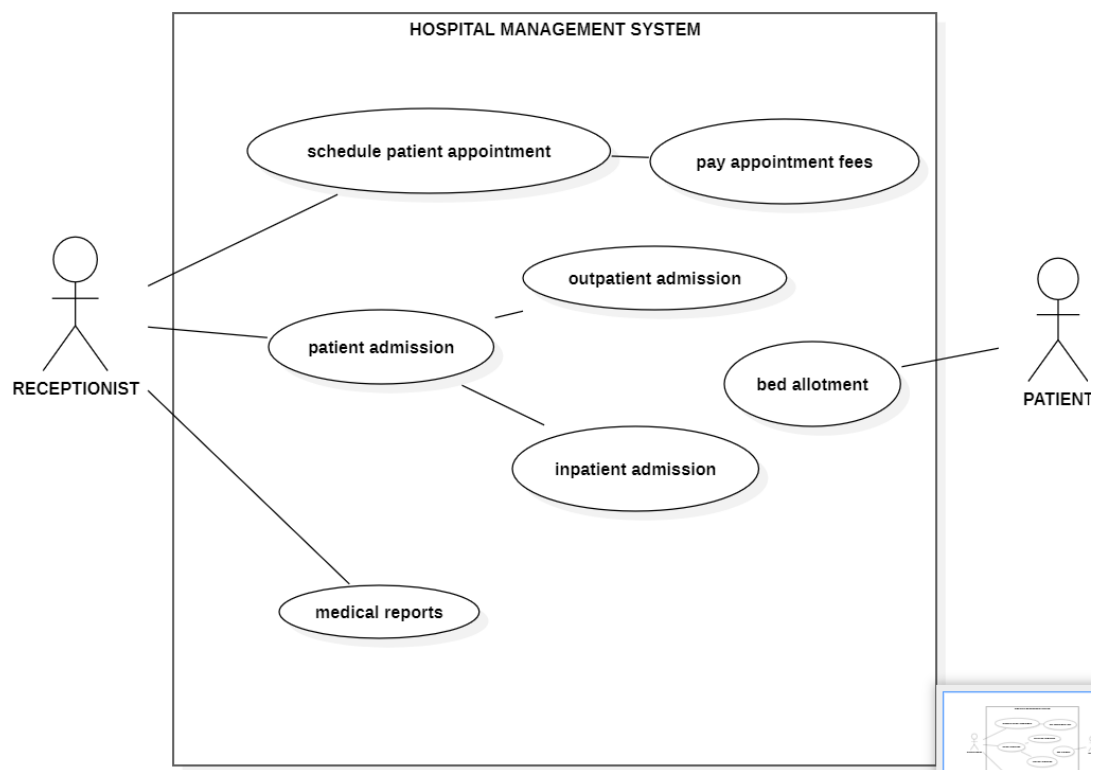 HOSPITAL MANAGEMENT SYSTEM
schedule patient appointment
pay appointment fees
outpatient admission
patient admission
bed allotment
RECEPTIONIST
PATIENT
inpatient admission
medical reports